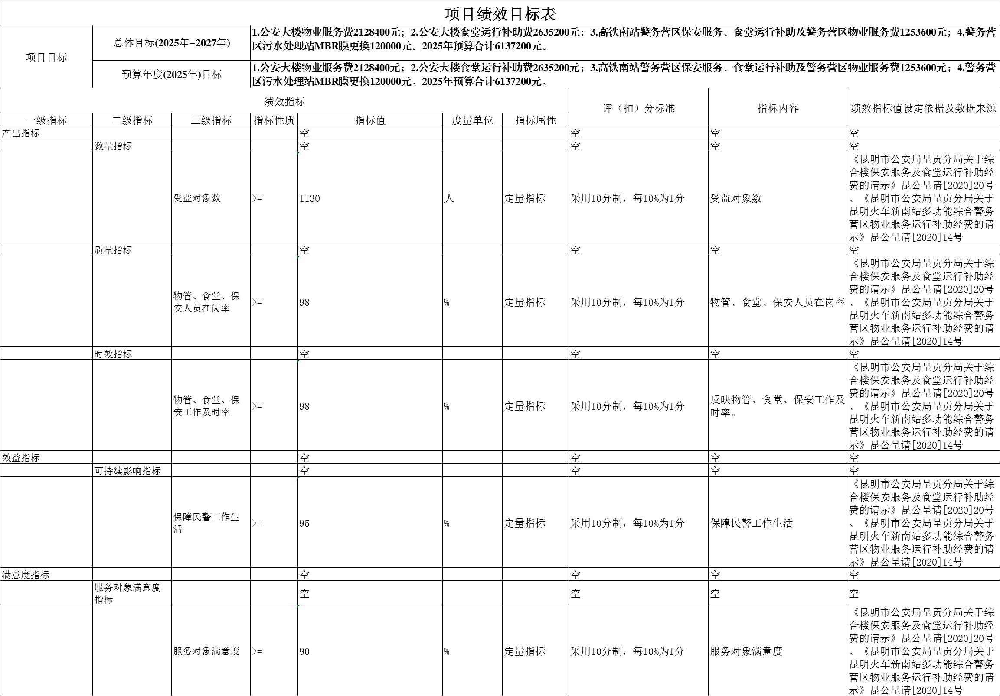 项目绩效目标表
项目目标
总体目标(2025年–2027年)
1.公安大楼物业服务费2128400元；2.公安大楼食堂运行补助费2635200元；3.高铁南站警务营区保安服务、食堂运行补助及警务营区物业服务费1253600元；4.警务营
区污水处理站MBR膜更换120000元。2025年预算合计6137200元。
预算年度(2025年)目标
1.公安大楼物业服务费2128400元；2.公安大楼食堂运行补助费2635200元；3.高铁南站警务营区保安服务、食堂运行补助及警务营区物业服务费1253600元；4.警务营
区污水处理站MBR膜更换120000元。2025年预算合计6137200元。
绩效指标 评（扣）分标准 指标内容 绩效指标值设定依据及数据来源
一级指标 二级指标 三级指标 指标性质 指标值 度量单位 指标属性
产出指标 空 空 空 空
数量指标 空 空 空 空
受益对象数 >= 1130 人 定量指标 采用10分制，每10%为1分 受益对象数
《昆明市公安局呈贡分局关于综
合楼保安服务及食堂运行补助经
费的请示》昆公呈请[2020]20号
、《昆明市公安局呈贡分局关于
昆明火车新南站多功能综合警务
营区物业服务运行补助经费的请
示》昆公呈请[2020]14号
质量指标 空 空 空 空
物管、食堂、保
安人员在岗率
>= 98 % 定量指标 采用10分制，每10%为1分 物管、食堂、保安人员在岗率
《昆明市公安局呈贡分局关于综
合楼保安服务及食堂运行补助经
费的请示》昆公呈请[2020]20号
、《昆明市公安局呈贡分局关于
昆明火车新南站多功能综合警务
营区物业服务运行补助经费的请
示》昆公呈请[2020]14号
时效指标 空 空 空 空
物管、食堂、保
安工作及时率
>= 98 % 定量指标 采用10分制，每10%为1分
反映物管、食堂、保安工作及
时率。
《昆明市公安局呈贡分局关于综
合楼保安服务及食堂运行补助经
费的请示》昆公呈请[2020]20号
、《昆明市公安局呈贡分局关于
昆明火车新南站多功能综合警务
营区物业服务运行补助经费的请
示》昆公呈请[2020]14号
效益指标 空 空 空 空
可持续影响指标 空 空 空 空
保障民警工作生
活
>= 95 % 定量指标 采用10分制，每10%为1分 保障民警工作生活
《昆明市公安局呈贡分局关于综
合楼保安服务及食堂运行补助经
费的请示》昆公呈请[2020]20号
、《昆明市公安局呈贡分局关于
昆明火车新南站多功能综合警务
营区物业服务运行补助经费的请
示》昆公呈请[2020]14号
满意度指标 空 空 空 空
服务对象满意度
指标
空 空 空 空
服务对象满意度 >= 90 % 定量指标 采用10分制，每10%为1分 服务对象满意度
《昆明市公安局呈贡分局关于综
合楼保安服务及食堂运行补助经
费的请示》昆公呈请[2020]20号
、《昆明市公安局呈贡分局关于
昆明火车新南站多功能综合警务
营区物业服务运行补助经费的请
示》昆公呈请[2020]14号